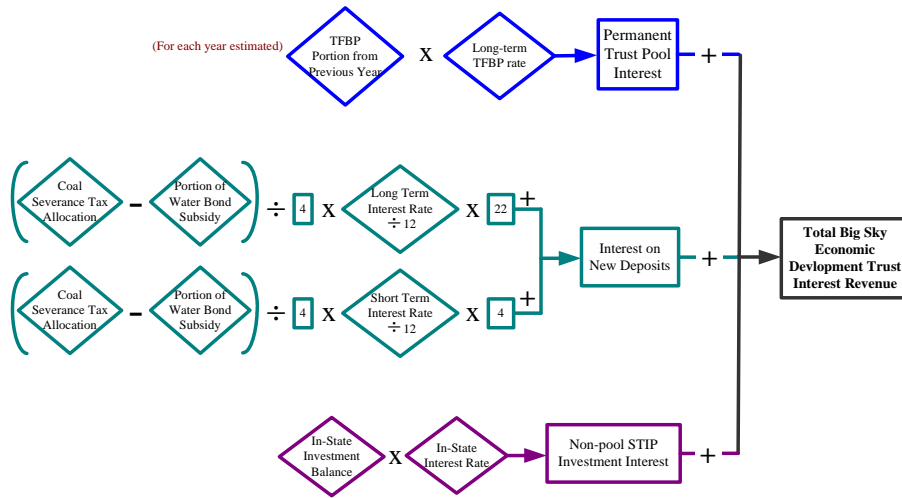 (For each year estimated)
TFBP
Portion from
Previous Year
X
Long-term
TFBP rate
Permanent
Trust Pool
Interest
+
(
Coal
Severance Tax
Allocation
-
Portion of
Water Bond
Subsidy
)
÷
4
X
Long Term
Interest Rate
÷ 12
X
22
+
Interest on
New Deposits
+
Total Big Sky
Economic
Devlopment Trust
Interest Revenue
(
Coal
Severance Tax
Allocation
-
Portion of
Water Bond
Subsidy
)
÷
4
X
Short Term
Interest Rate
÷ 12
X
4
+
In-State
Investment
Balance
X
In-State
Interest Rate
Non-pool STIP
Investment Interest
+